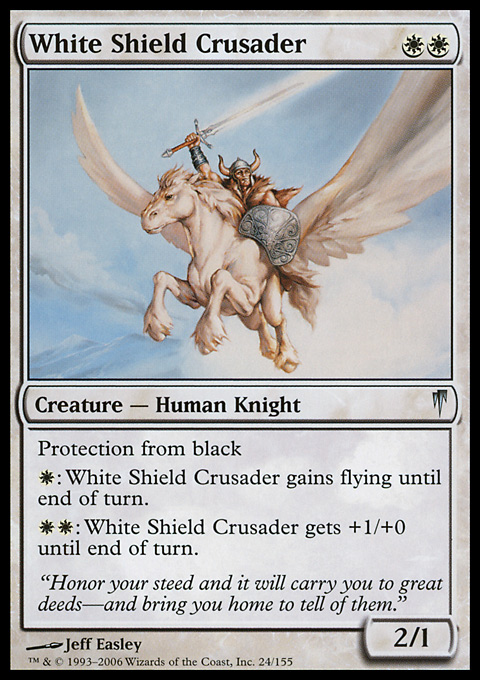 White Shield Crusader
Creature — Human Knight
Protection from black
: White Shield Crusader gains flying until
end of turn.
: White Shield Crusader gets +1/+0
until end of turn.
“Honor your steed and it will carry you to great
deeds—and bring you home to tell of them.”
Jeff Easley
2/1
™ & © 1993–2006 Wizards of the Coast, Inc. 24/155